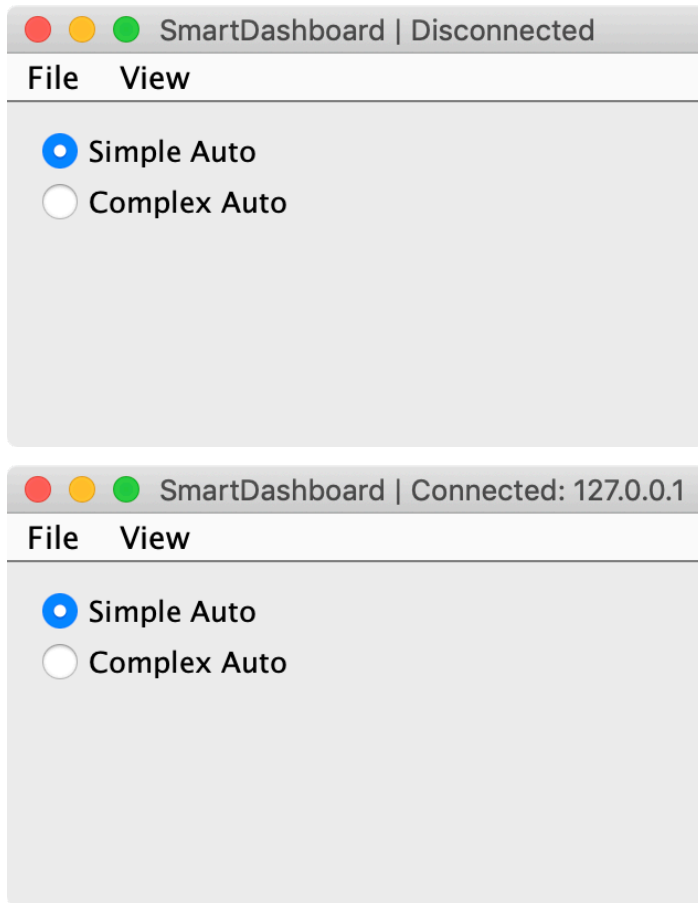 SmartDashboard | Disconnected
File View
Simple Auto
Complex Auto
SmartDashboard | Connected: 127.0.0.1
File View
Simple Auto
Complex Auto